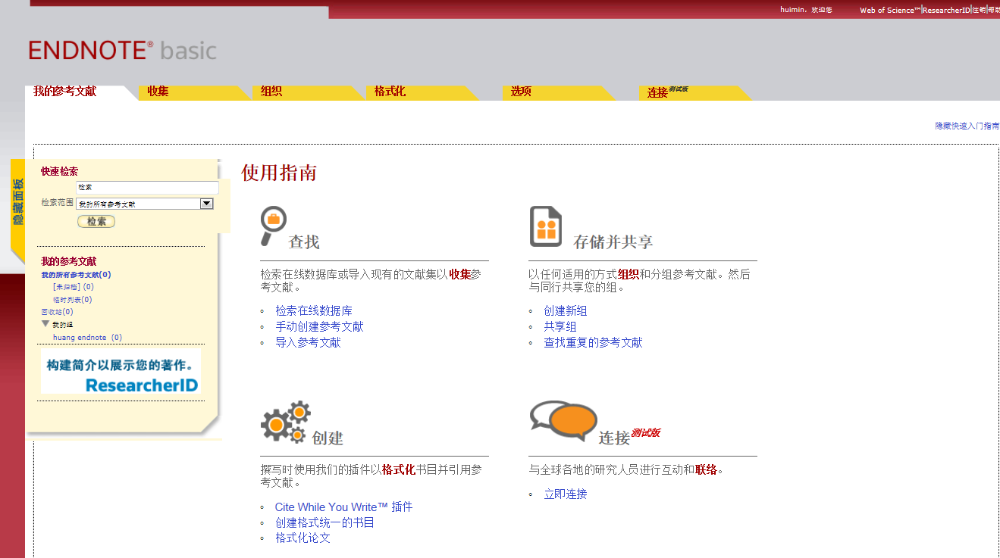 huimin，欢迎您 Web of Science™|ResearcherID|注销|帮助
ENDNOTE® basic
我的参考文献 收集 组织 格式化 选项 连接测试版
隐藏快速入门指南
隐藏面板
快速检索
检索
检索范围 我的所有参考文献
检索
我的参考文献
我的所有参考文献(0)
[未归档] (0)
临时列表(0)
回收站(0)
我的组
huang endnote (0)
构建简介以展示您的著作。
ResearcherID
使用指南
查找
检索在线数据库或导入现有的文献集以收集参
考文献。
检索在线数据库
手动创建参考文献
导入参考文献
存储并共享
以任何适用的方式组织和分组参考文献。然后
与同行共享您的组。
创建新组
共享组
查找重复的参考文献
创建
撰写时使用我们的插件以格式化书目并引用参
考文献。
Cite While You Write™ 插件
创建格式统一的书目
格式化论文
连接测试版
与全球各地的研究人员进行互动和联络。
立即连接